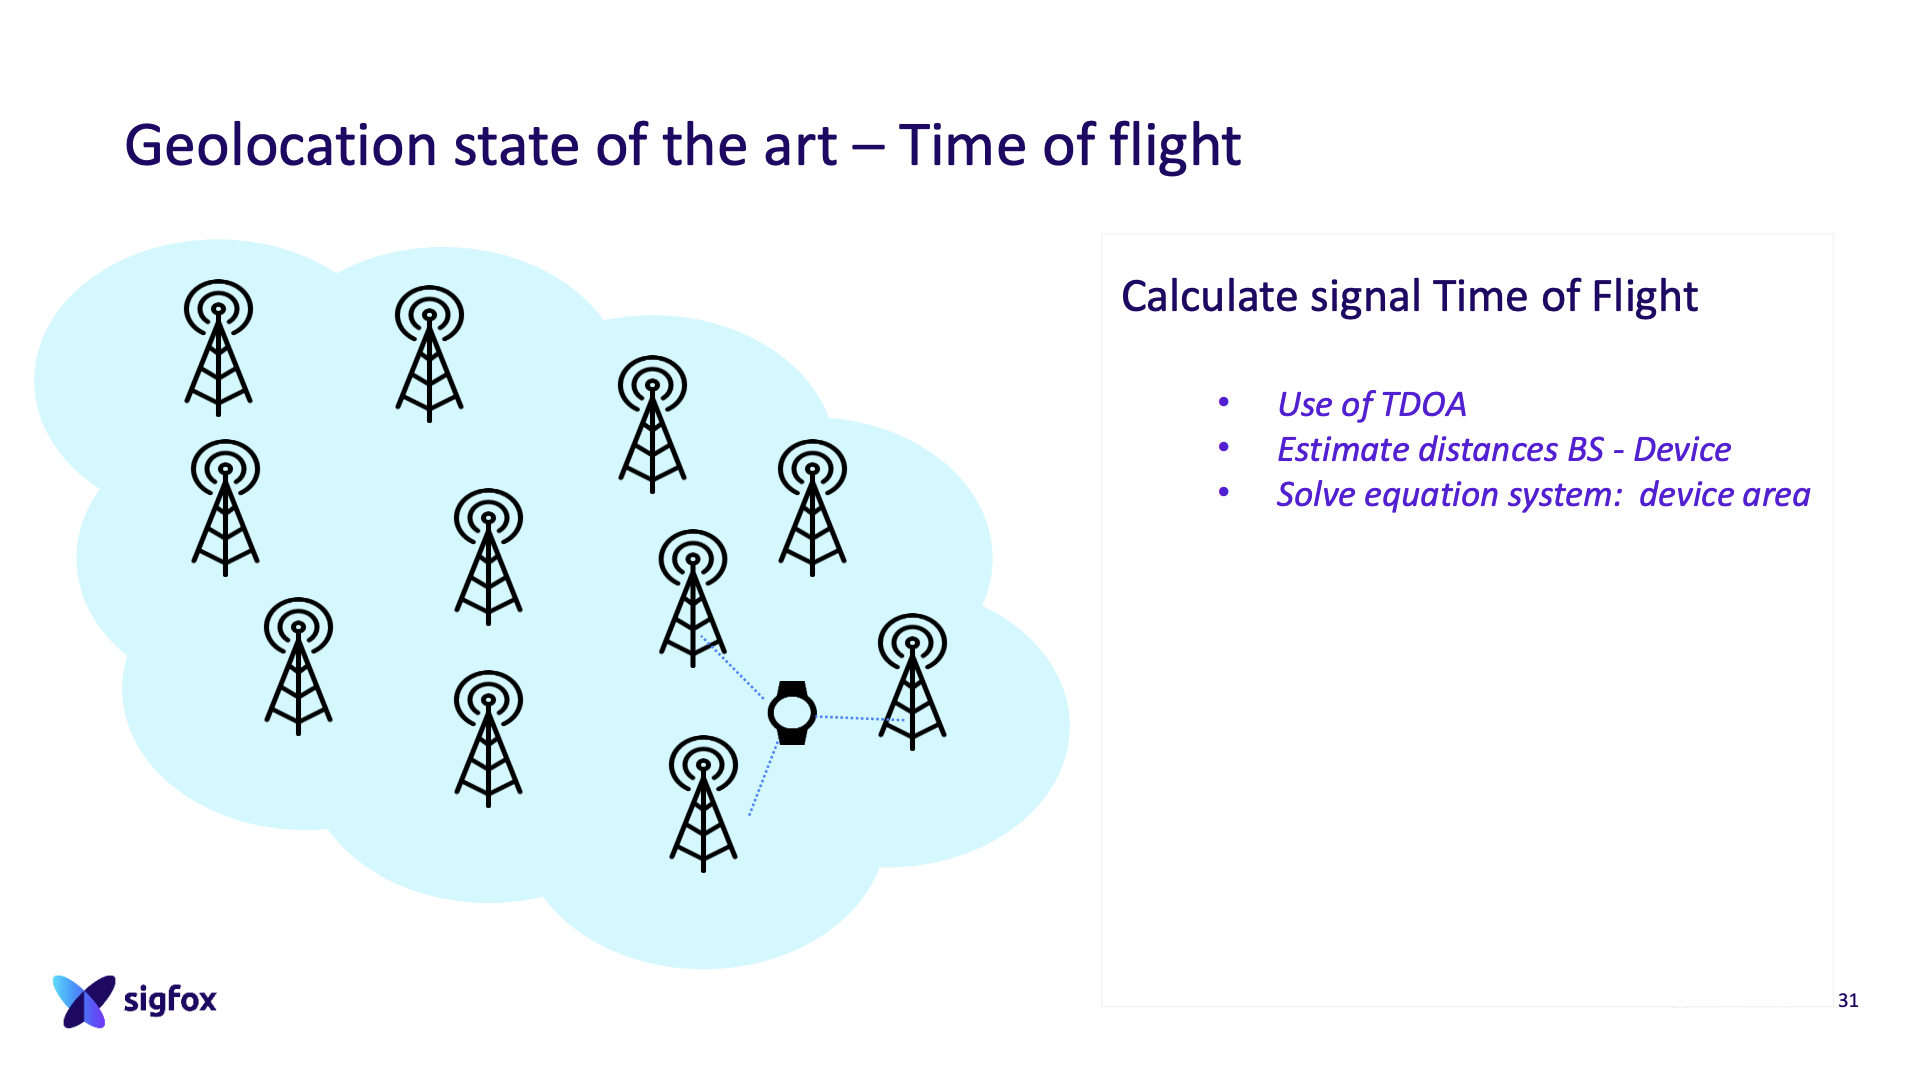 Geolocation state of the art – Time of flight
Calculate signal Time of Flight
• Use of TDOA
• Estimate distances BS - Device
• Solve equation system:  device area
sigfox
31